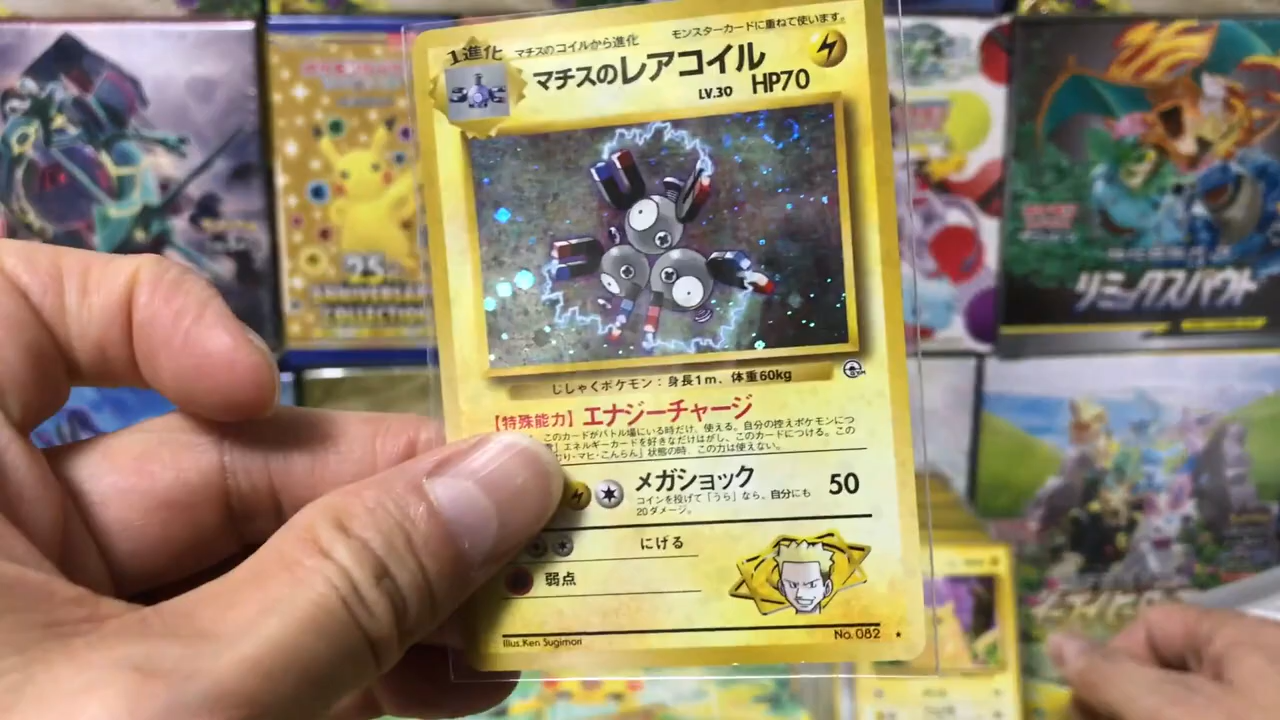 1進化
マチスのコイルから進化
モンスターカードに重ねて使います。
マチスのレアコイル
LV.30 HP70
じしゃくポケモン：身長1m、体重60kg
【特殊能力】エナジーチャージ
このカードがバトル場にいる時だけ、使える。自分の控えポケモンにつ
エネルギーカードを好きなだけはがし、このカードにつける。この
マヒ・こんらん」状態の時、この力は使えない。
メガショック 50
コインを投げて「うら」なら、自分にも
20ダメージ。
にげる
弱点
Illus.Ken Sugimori
No.082
25
ANNIVERSARY
COLLECTION
リミックスバウト